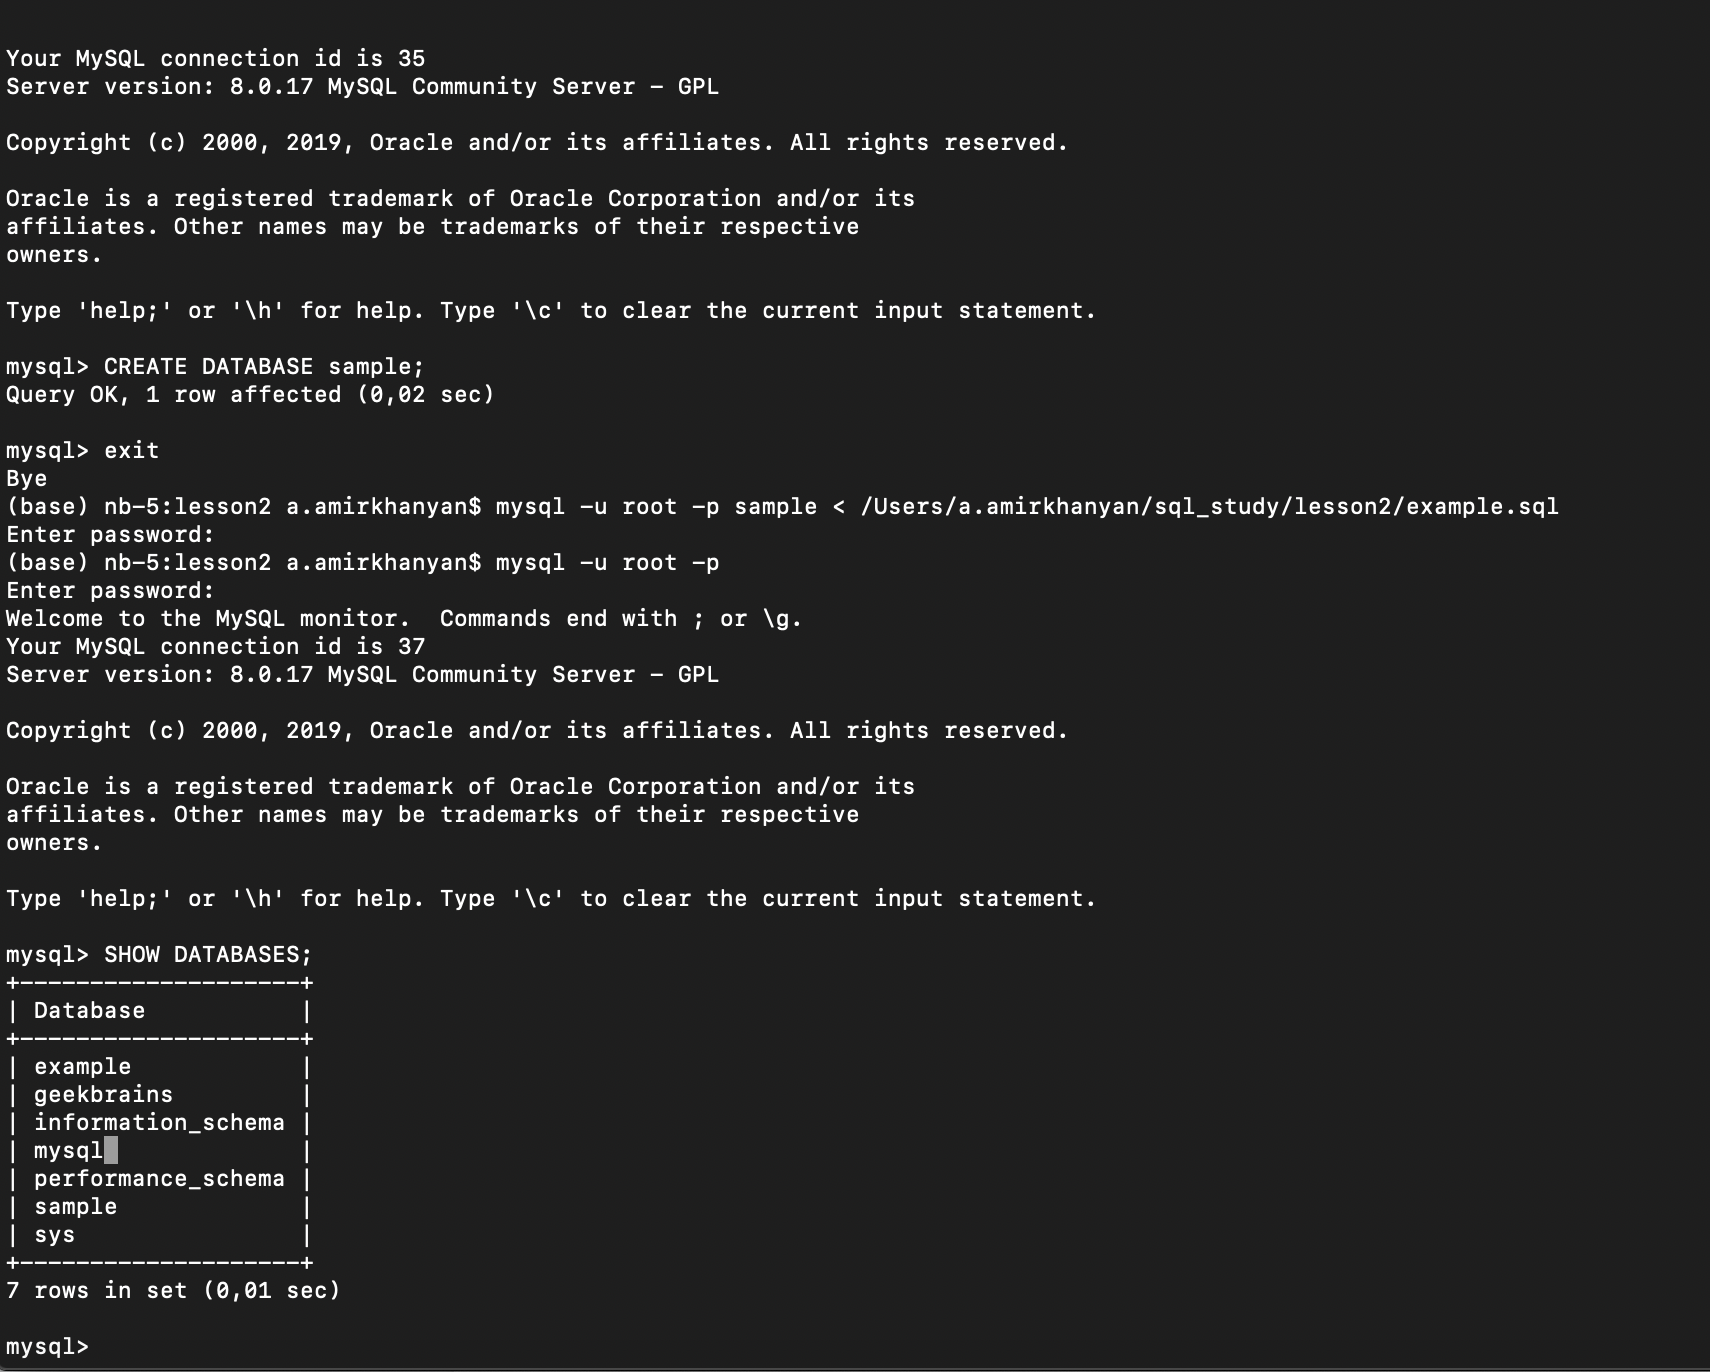 Your MySQL connection id is 35
Server version: 8.0.17 MySQL Community Server - GPL
Copyright (c) 2000, 2019, Oracle and/or its affiliates. All rights reserved.
Oracle is a registered trademark of Oracle Corporation and/or its
affiliates. Other names may be trademarks of their respective
owners.
Type 'help;' or '\h' for help. Type '\c' to clear the current input statement.
mysql> CREATE DATABASE sample;
Query OK, 1 row affected (0,02 sec)
mysql> exit
Bye
(base) nb-5:lesson2 a.amirkhanyan$ mysql -u root -p sample < /Users/a.amirkhanyan/sql_study/lesson2/example.sql
Enter password:
(base) nb-5:lesson2 a.amirkhanyan$ mysql -u root -p
Enter password:
Welcome to the MySQL monitor.  Commands end with ; or \g.
Your MySQL connection id is 37
Server version: 8.0.17 MySQL Community Server - GPL
Copyright (c) 2000, 2019, Oracle and/or its affiliates. All rights reserved.
Oracle is a registered trademark of Oracle Corporation and/or its
affiliates. Other names may be trademarks of their respective
owners.
Type 'help;' or '\h' for help. Type '\c' to clear the current input statement.
mysql> SHOW DATABASES;
+--------------------+
| Database           |
+--------------------+
| example            |
| geekbrains         |
| information_schema |
| mysql              |
| performance_schema |
| sample             |
| sys                |
+--------------------+
7 rows in set (0,01 sec)
mysql>